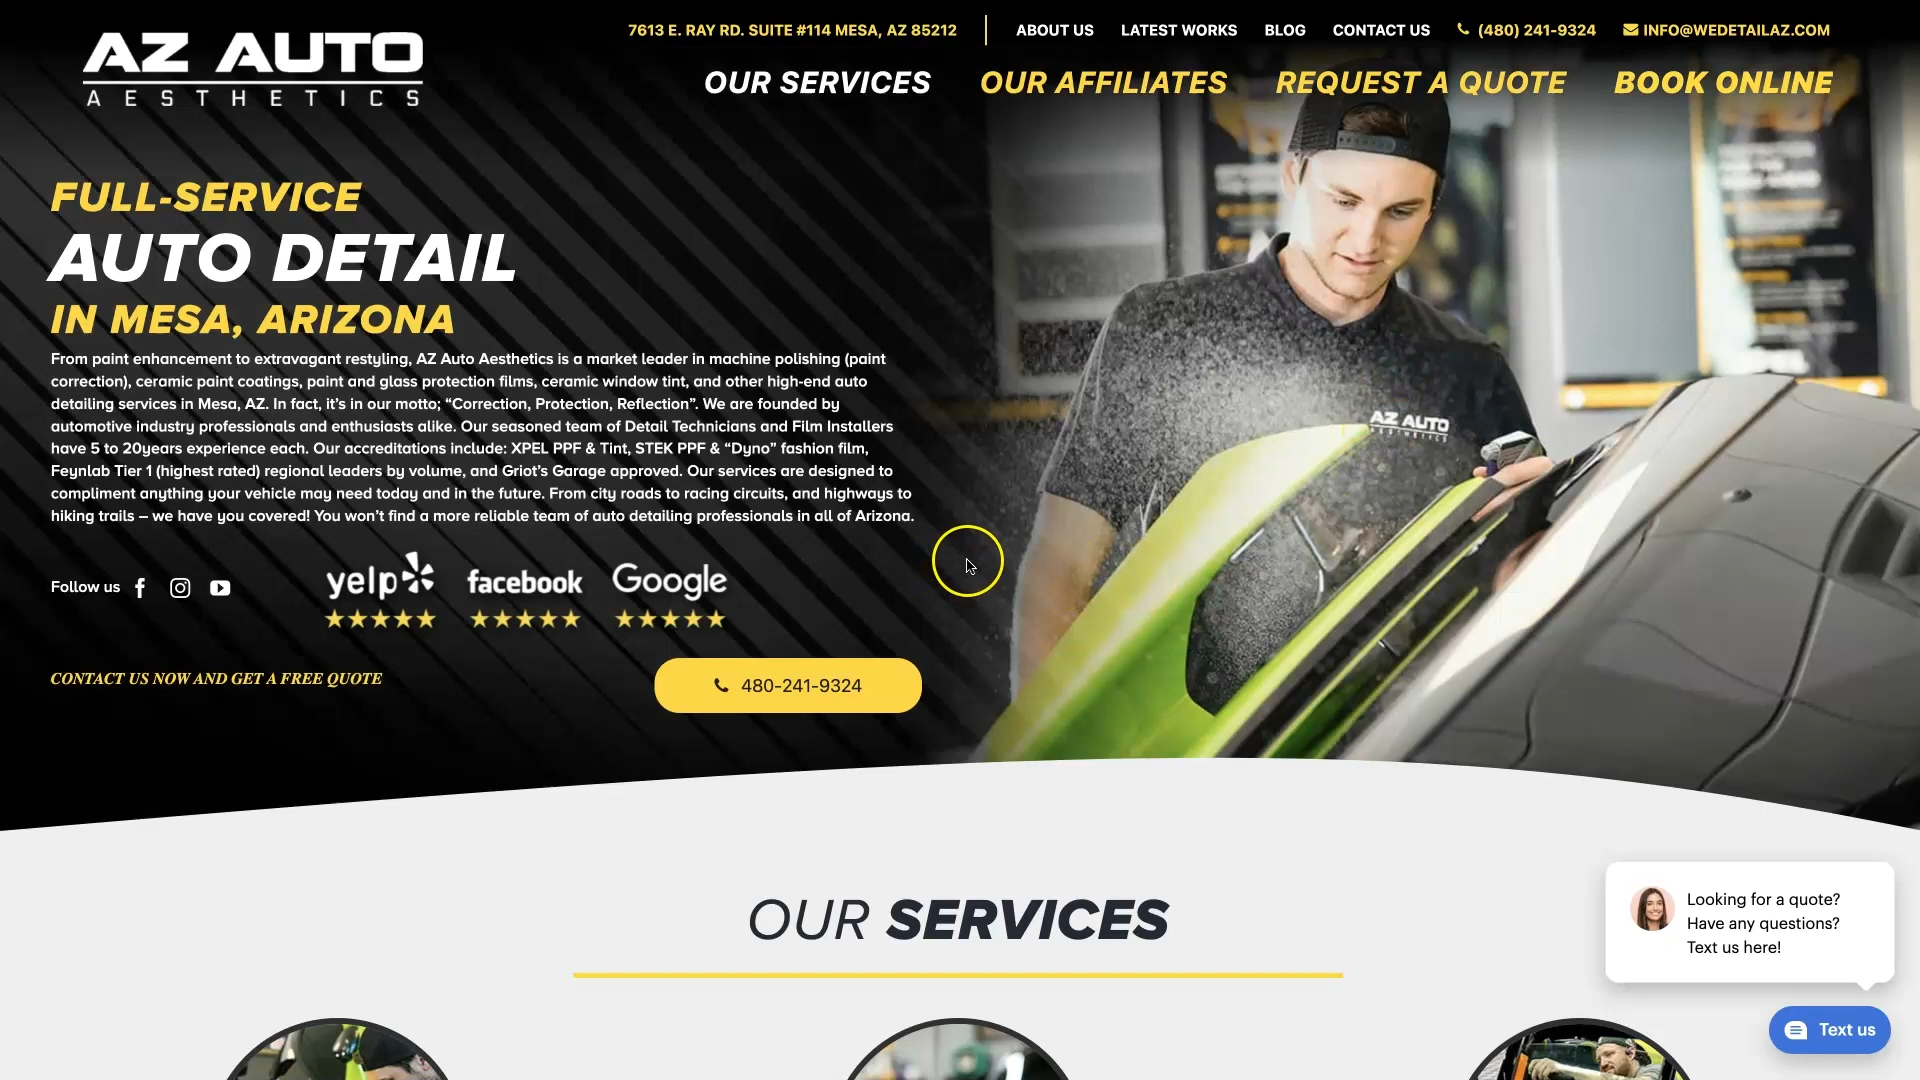 AZ AUTO
AESTHETICS
7613 E. RAY RD. SUITE #114 MESA, AZ 85212
ABOUT US
LATEST WORKS
BLOG
CONTACT US
(480) 241-9324
INFO@WEDETAILAZ.COM
OUR SERVICES
OUR AFFILIATES
REQUEST A QUOTE
BOOK ONLINE
FULL-SERVICE
AUTO DETAIL
IN MESA, ARIZONA
From paint enhancement to extravagant restyling, AZ Auto Aesthetics is a market leader in machine polishing (paint
correction), ceramic paint coatings, paint and glass protection films, ceramic window tint, and other high-end auto
detailing services in Mesa, AZ. In fact, it’s in our motto; “Correction, Protection, Reflection”. We are founded by
automotive industry professionals and enthusiasts alike. Our seasoned team of Detail Technicians and Film Installers
have 5 to 20years experience each. Our accreditations include: XPEL PPF & Tint, STEK PPF & “Dyno” fashion film,
Feynlab Tier 1 (highest rated) regional leaders by volume, and Griot’s Garage approved. Our services are designed to
compliment anything your vehicle may need today and in the future. From city roads to racing circuits, and highways to
hiking trails – we have you covered! You won’t find a more reliable team of auto detailing professionals in all of Arizona.
AZ AUTO
AESTHETICS
Follow us
yelp
facebook
Google
CONTACT US NOW AND GET A FREE QUOTE
480-241-9324
OUR SERVICES
Looking for a quote?
Have any questions?
Text us here!
Text us